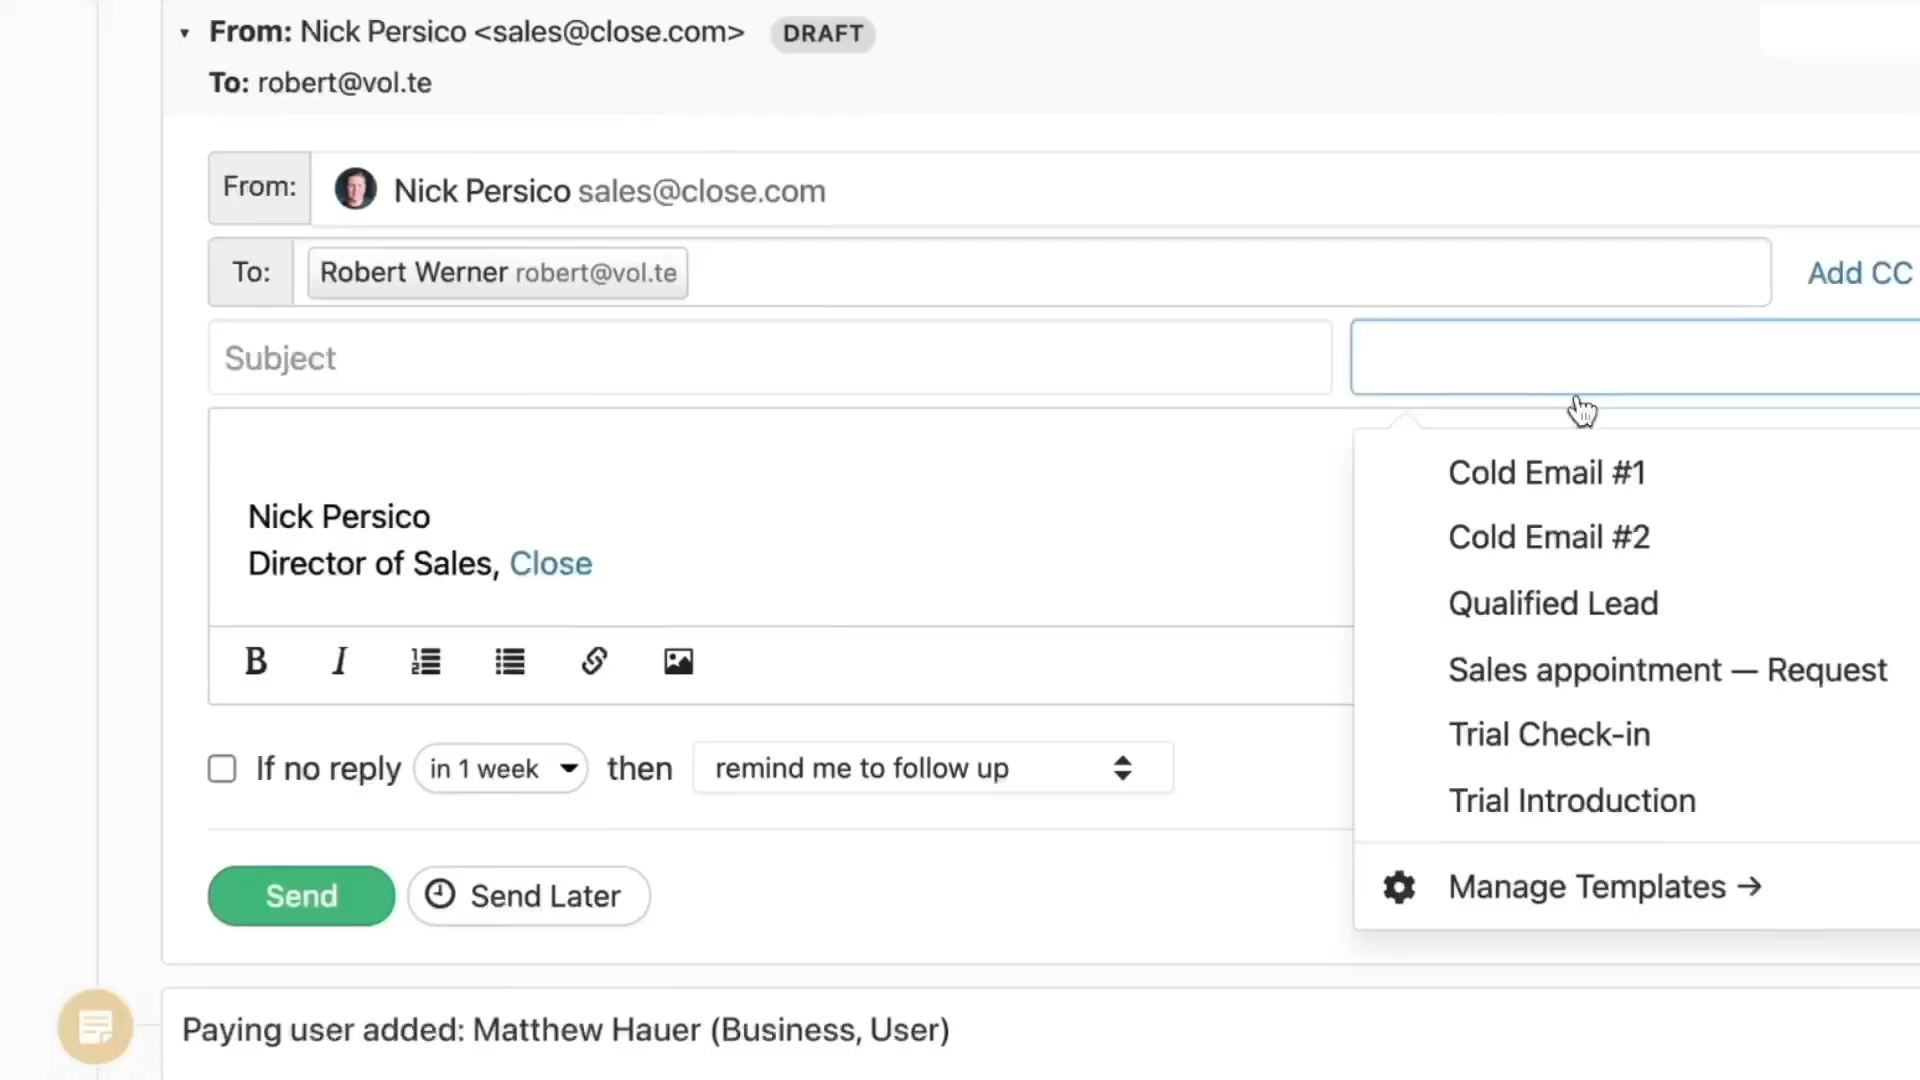 From: Nick Persico <sales@close.com> DRAFT
To: robert@vol.te
From: Nick Persico sales@close.com
To: Robert Werner robert@vol.te Add CC
Subject
Cold Email #1
Cold Email #2
Qualified Lead
Sales appointment — Request
Trial Check-in
Trial Introduction
Manage Templates →
Nick Persico
Director of Sales, Close
B I
If no reply in 1 week then remind me to follow up
Send Send Later
Paying user added: Matthew Hauer (Business, User)